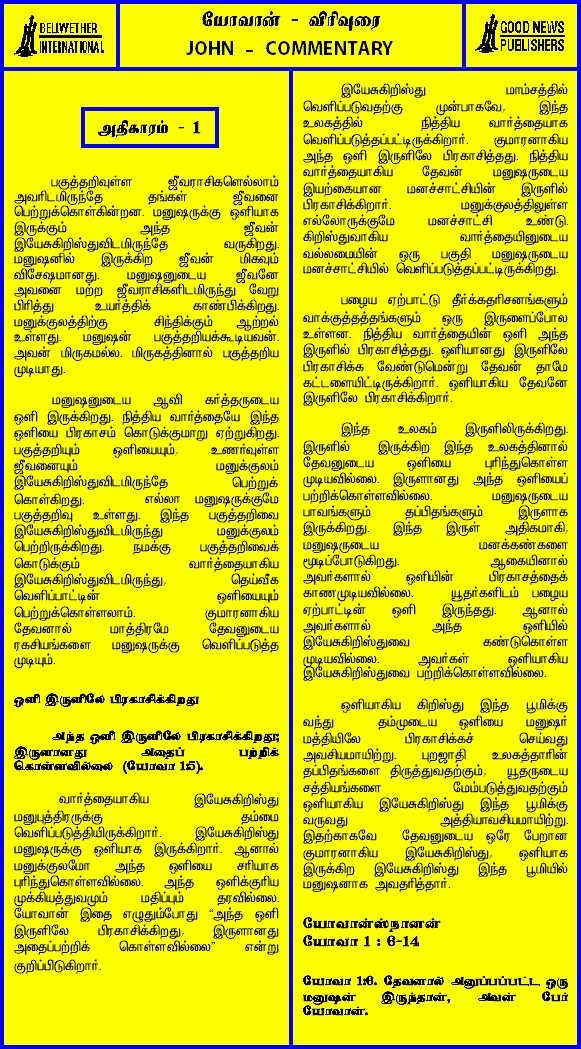 BELWETHER
INTERNATIONAL
யோவான் - விரிவுரை
JOHN - COMMENTARY
GOOD NEWS
PUBLISHERS
அதிகாரம் - 1
பகுத்தறிவுள்ள ஜீவராசிகளெல்லாம்
அவரிடமிருந்தே தங்கள் ஜீவனை
பெற்றுக்கொள்கின்றன. மனுஷருக்கு ஒளியாக
இருக்கும் அந்த ஜீவன்
இயேசுகிறிஸ்துவிடமிருந்தே வருகிறது.
மனுஷனில் இருக்கிற ஜீவன் மிகவும்
விசேஷமானது. மனுஷனுடைய ஜீவனே
அவனை மற்ற ஜீவராசிகளிடமிருந்து வேறு
பிரித்து உயர்த்திக் காண்பிக்கிறது.
மனுக்குலத்திற்கு சிந்திக்கும் ஆற்றல்
உள்ளது. மனுஷன் பகுத்தறியக்கூடியவன்.
அவன் மிருகமல்ல. மிருகத்தினால் பகுத்தறிய
முடியாது.
மனுஷனுடைய ஆவி கர்த்தருடைய
ஒளி இருக்கிறது. நித்திய வார்த்தையே இந்த
ஒளியை பிரகாசம் கொடுக்குமாறு ஏற்றுகிறது.
பகுத்தறியும் ஒளியையும், உணர்வுள்ள
ஜீவனையும் மனுக்குலம்
இயேசுகிறிஸ்துவிடமிருந்தே பெற்றுக்
கொள்கிறது. எல்லா மனுஷருக்குமே
பகுத்தறிவு உள்ளது. இந்த பகுத்தறிவை
இயேசுகிறிஸ்துவிடமிருந்து மனுக்குலம்
பெற்றிருக்கிறது. நமக்கு பகுத்தறிவைக்
கொடுக்கும் வார்த்தையாகிய
இயேசுகிறிஸ்துவிடமிருந்து, தெய்வீக
வெளிப்பாட்டின் ஒளியையும்
பெற்றுக்கொள்ளலாம். குமாரனாகிய
தேவனால் மாத்திரமே தேவனுடைய
ரகசியங்களை மனுஷருக்கு வெளிப்படுத்த
முடியும்.
ஒளி இருளிலே பிரகாசிக்கிறது
அந்த ஒளி இருளிலே பிரகாசிக்கிறது;
இருளானது அதைப் பற்றிக்
கொள்ளவில்லை (யோவா 1:5).
வார்த்தையாகிய இயேசுகிறிஸ்து
மனுபுத்திரருக்கு தம்மை
வெளிப்படுத்தியிருக்கிறார். இயேசுகிறிஸ்து
மனுஷருக்கு ஒளியாக இருக்கிறார். ஆனால்
மனுக்குலமோ அந்த ஒளியை சரியாக
புரிந்துகொள்ளவில்லை. அந்த ஒளிக்குரிய
முக்கியத்துவமும் மதிப்பும் தரவில்லை.
யோவான் இதை எழுதும்போது "அந்த ஒளி
இருளிலே பிரகாசிக்கிறது, இருளானது
அதைப்பற்றிக் கொள்ளவில்லை" என்று
குறிப்பிடுகிறார்.
இயேசுகிறிஸ்து மாம்சத்தில்
வெளிப்படுவதற்கு முன்பாகவே, இந்த
உலகத்தில் நித்திய வார்த்தையாக
வெளிப்படுத்தப்பட்டிருக்கிறார். குமாரனாகிய
அந்த ஒளி இருளிலே பிரகாசித்தது. நித்திய
வார்த்தையாகிய தேவன் மனுஷருடைய
இயற்கையான மனச்சாட்சியின் இருளில்
பிரகாசிக்கிறார். மனுக்குலத்திலுள்ள
எல்லோருக்குமே மனச்சாட்சி உண்டு.
கிறிஸ்துவாகிய வார்த்தையினுடைய
வல்லமையின் ஒரு பகுதி மனுஷருடைய
மனச்சாட்சியில் வெளிப்படுத்தப்பட்டிருக்கிறது.
பழைய ஏற்பாட்டு தீர்க்கதரிசனங்களும்
வாக்குத்தத்தங்களும் ஒரு இருளைப்போல
உள்ளன. நித்திய வார்த்தையின் ஒளி அந்த
இருளில் பிரகாசித்தது. ஒளியானது இருளிலே
பிரகாசிக்க வேண்டுமென்று தேவன் தாமே
கட்டளையிட்டிருக்கிறார். ஒளியாகிய தேவனே
இருளிலே பிரகாசிக்கிறார்.
இந்த உலகம் இருளிலிருக்கிறது.
இருளில் இருக்கிற இந்த உலகத்தினால்
தேவனுடைய ஒளியை புரிந்துகொள்ள
முடியவில்லை. இருளானது அந்த ஒளியைப்
பற்றிக்கொள்ளவில்லை. மனுஷருடைய
பாவங்களும் தப்பிதங்களும் இருளாக
இருக்கிறது. இந்த இருள் அதிகமாகி,
மனுஷருடைய மனக்கண்களை
மூடிப்போடுகிறது. ஆகையினால்
அவர்களால் ஒளியின் பிரகாசத்தைக்
காணமுடியவில்லை. யூதர்களிடம் பழைய
ஏற்பாட்டின் ஒளி இருந்தது. ஆனால்
அவர்களால் அந்த ஒளியில்
இயேசுகிறிஸ்துவை கண்டுகொள்ள
முடியவில்லை. அவர்கள் ஒளியாகிய
இயேசுகிறிஸ்துவை பற்றிக்கொள்ளவில்லை.
ஒளியாகிய கிறிஸ்து இந்த பூமிக்கு
வந்து தம்முடைய ஒளியை மனுஷர்
மத்தியிலே பிரகாசிக்கச் செய்வது
அவசியமாயிற்று. புறஜாதி உலகத்தாரின்
தப்பிதங்களை திருத்துவதற்கும், யூதருடைய
சத்தியங்களை மேம்படுத்துவதற்கும்
ஒளியாகிய இயேசுகிறிஸ்து இந்த பூமிக்கு
வருவது அத்தியாவசியமாயிற்று.
இதற்காகவே தேவனுடைய ஒரே பேறான
குமாரனாகிய இயேசுகிறிஸ்து, ஒளியாக
இருக்கிற இயேசுகிறிஸ்து இந்த பூமியில்
மனுஷனாக அவதரித்தார்.
யோவான்ஸ்நானன்
யோவா 1 : 6-14
யோவா 1:6. தேவனால் அனுப்பப்பட்ட ஒரு
மனுஷன் இருந்தான், அவன் பேர்
யோவான்.